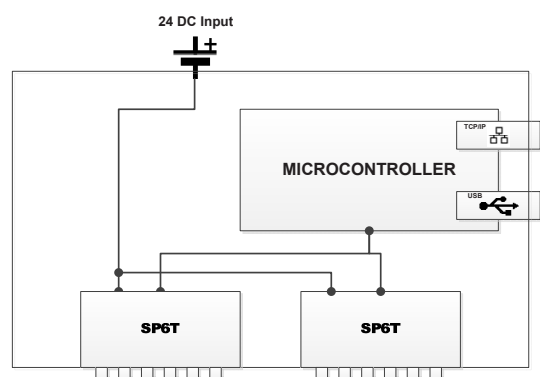 24 DC Input
+
TCP/IP
MICROCONTROLLER
USB
SP6T
SP6T